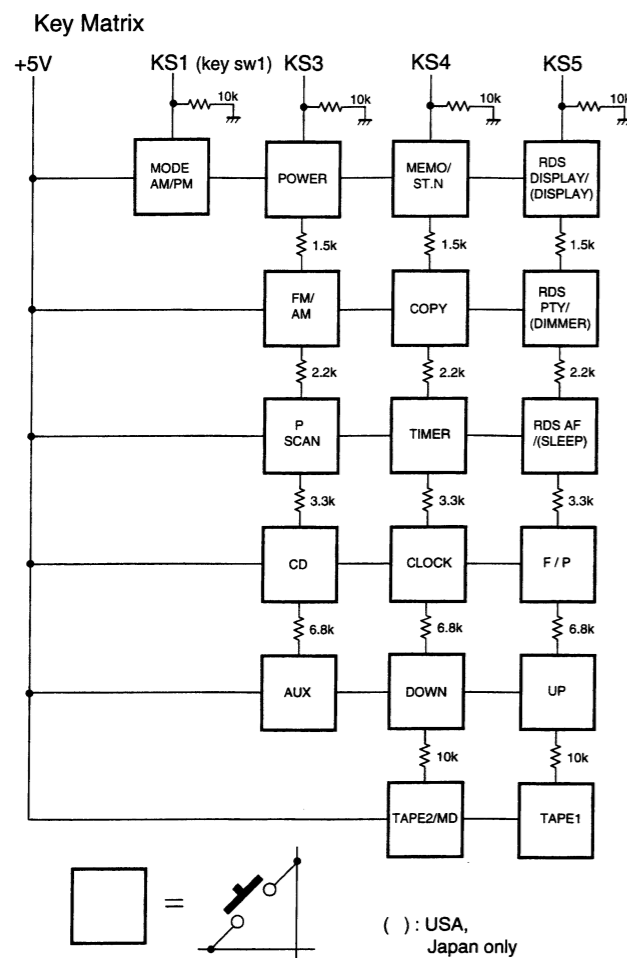 Key Matrix
+5V KS1 (key sw1) KS3 KS4 KS5
10k 10k 10k 10k
MODE
AM/PM
POWER
MEMO/
ST.N
RDS
DISPLAY/
(DISPLAY)
1.5k 1.5k 1.5k
FM/
AM
COPY
RDS
PTY/
(DIMMER)
2.2k 2.2k 2.2k
P
SCAN
TIMER
RDS AF
/(SLEEP)
3.3k 3.3k 3.3k
CD CLOCK F / P
6.8k 6.8k 6.8k
AUX DOWN UP
10k 10k
TAPE2/MD TAPE1
=
( ) : USA,
Japan only